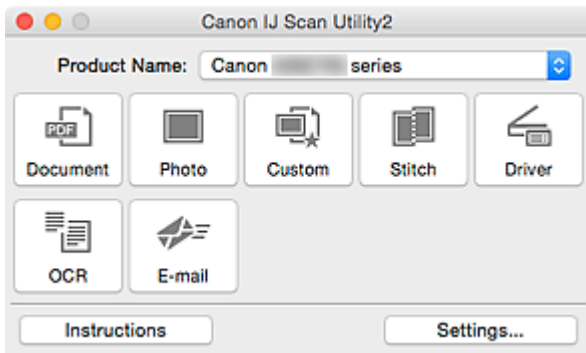 Canon IJ Scan Utility2
Product Name: Canon series
PDF
Document Photo Custom Stitch Driver
OCR E-mail
Instructions Settings...